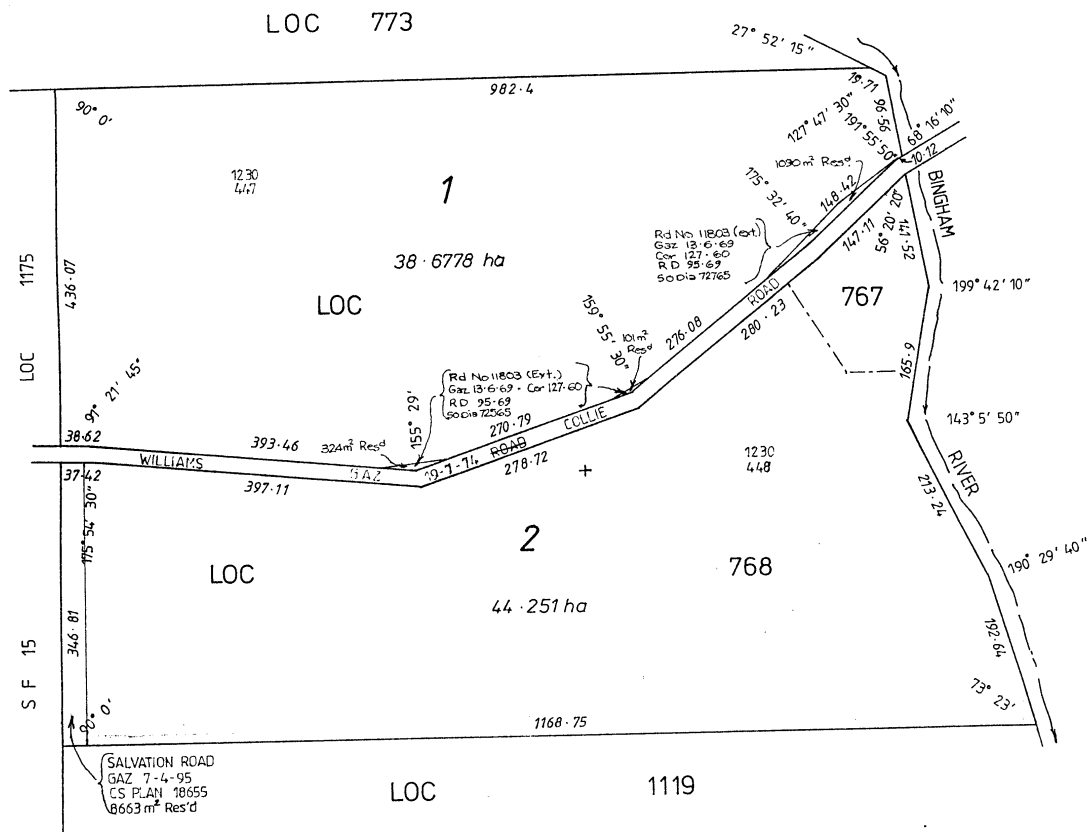 LOC 773
27° 52' 15"
982·4
19·71
96·56
90° 0'
127° 47' 30"
191° 55' 50"
68° 16' 10"
10·12
1090m² Resd
1230
447
1
175° 32' 40"
148·42
BINGHAM
147·11
56° 20' 20"
141·52
Rd No 11803 (ext.)
Gaz 13·6·69
Cor 127·60
RD 95·69
SO Dia 72765
38·6778 ha
LOC 1175
436·07
LOC
ROAD
767
199° 42' 10"
159° 55' 30"
276·08
280·23
101m²
Resd
165·9
91° 21' 45"
155° 29'
Rd No 11803 (Ext.)
Gaz 13·6·69 - Cor 127·60
RD 95·69
SO Dia 72565
143° 5' 50"
38·62
393·46
324m² Resd
270·79
ROAD
COLLIE
WILLIAMS
GAZ
19-7-74
278·72
1230
448
RIVER
37·42
397·11
213·24
175° 54' 30"
2
LOC
768
190° 29' 40"
44·251 ha
346·81
192·64
SF 15
73° 23'
90° 0'
1168·75
SALVATION ROAD
GAZ 7-4-95
CS PLAN 18655
8663m² Res'd
LOC 1119